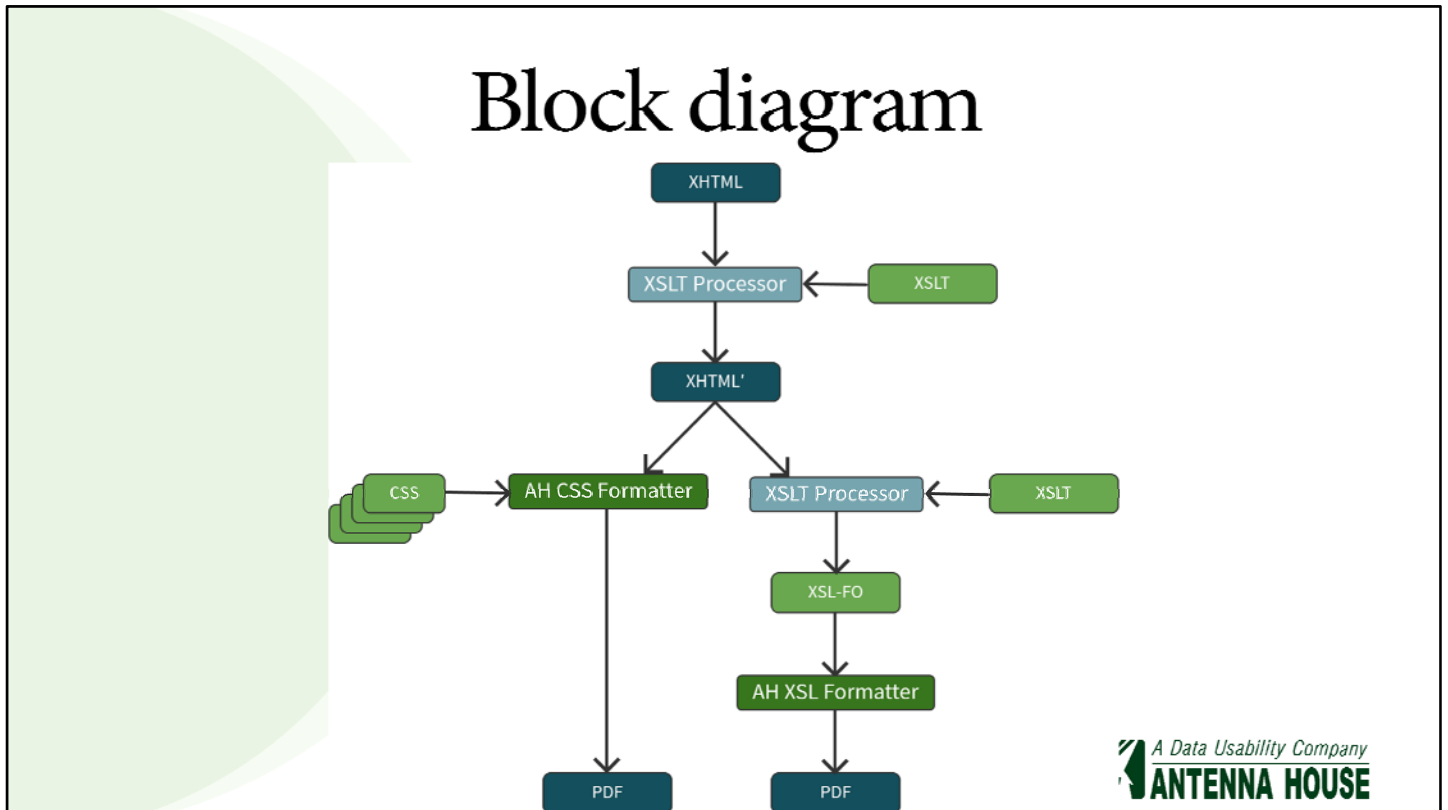 Block diagram
XHTML
XSLT Processor
XSLT
XHTML'
CSS
AH CSS Formatter
XSLT Processor
XSLT
XSL-FO
AH XSL Formatter
PDF
PDF
A Data Usability Company
ANTENNA HOUSE